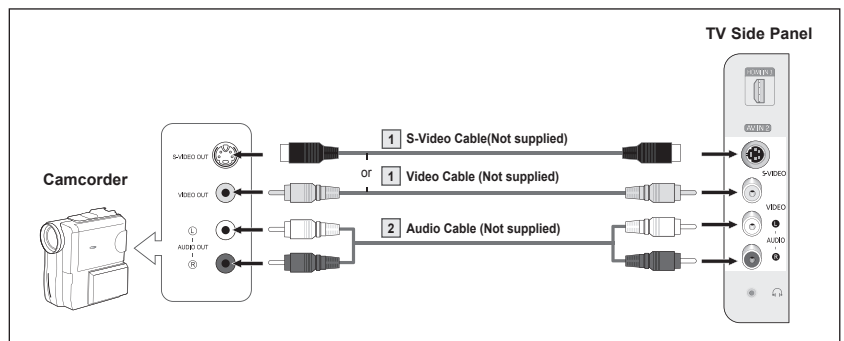 TV Side Panel
HDMI IN 3
AV IN 2
S-VIDEO
VIDEO
L
AUDIO
R
Camcorder
S-VIDEO OUT
VIDEO OUT
L
AUDIO OUT
R
1 S-Video Cable(Not supplied)
or
1 Video Cable (Not supplied)
2 Audio Cable (Not supplied)